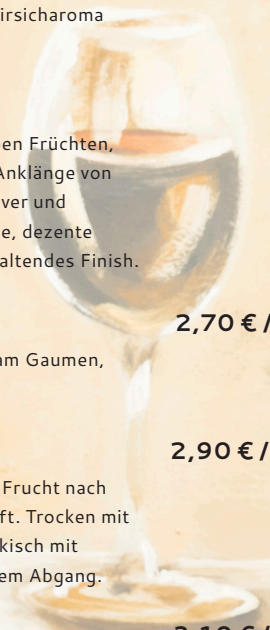 irsicharoma
en Früchten,
Anklänge von
ver und
e, dezente
altendes Finish.
2,70 € /
am Gaumen,
2,90 € /
Frucht nach
ft. Trocken mit
kisch mit
em Abgang.